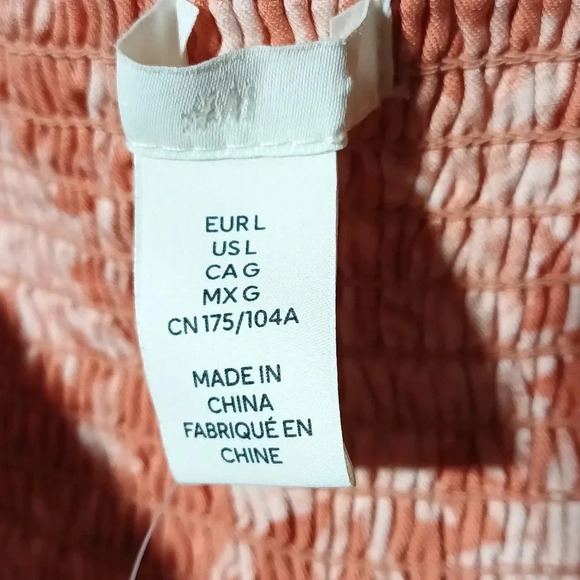 EUR L
US L
CA G
MX G
CN 175/104A
MADE IN
CHINA
FABRIQUÉ EN
CHINE